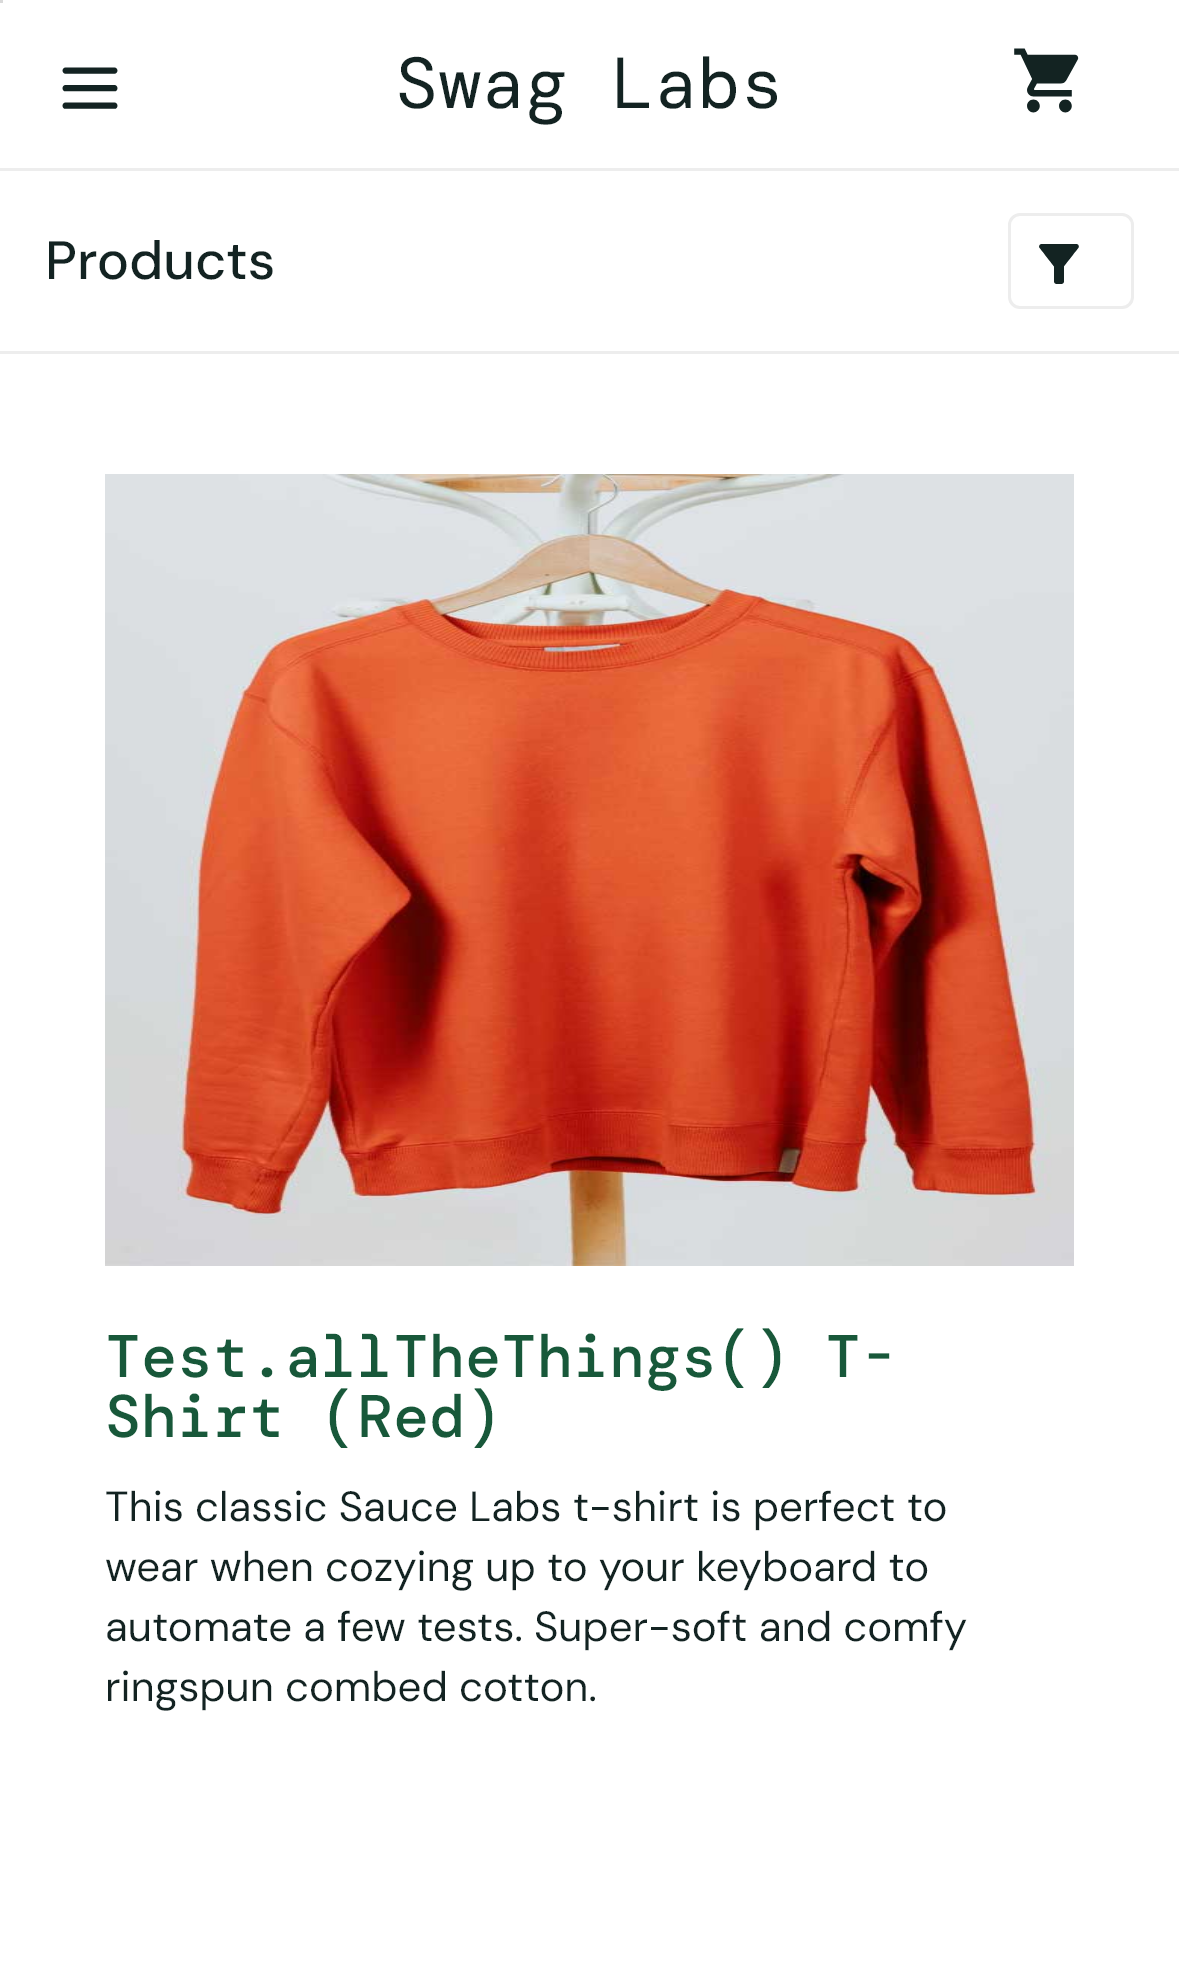 Swag Labs
Products
Test.allTheThings() T-
Shirt (Red)
This classic Sauce Labs t-shirt is perfect to
wear when cozying up to your keyboard to
automate a few tests. Super-soft and comfy
ringspun combed cotton.